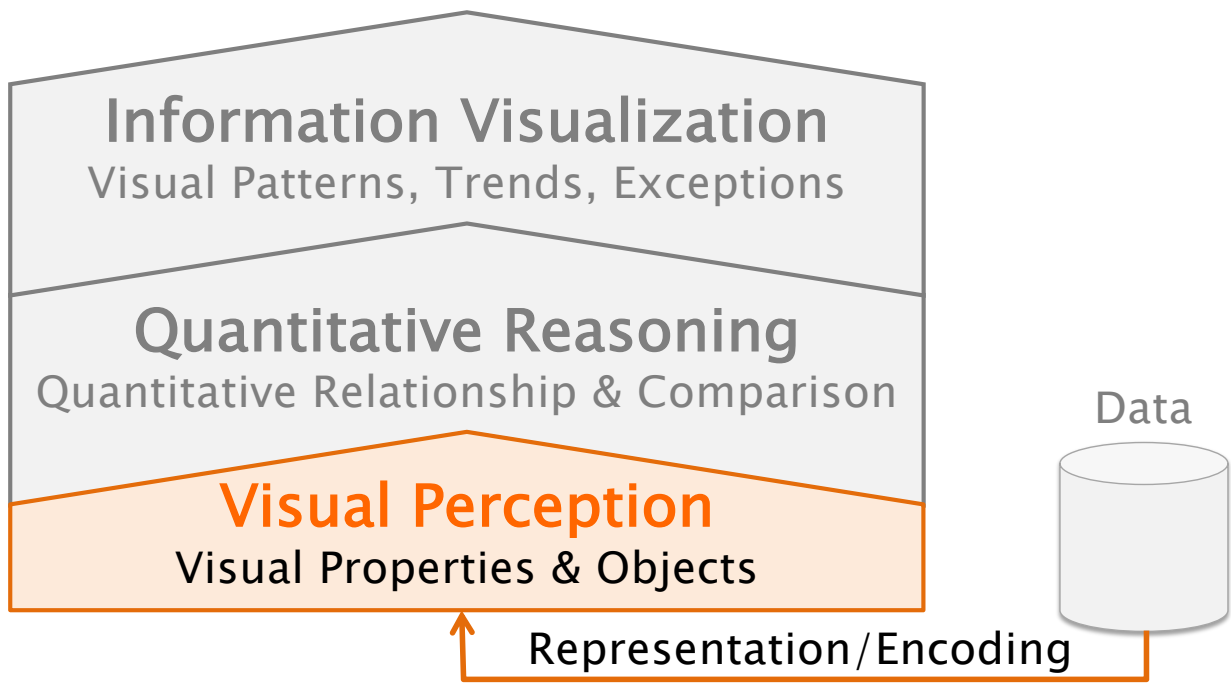 Information Visualization
Visual Patterns, Trends, Exceptions
Quantitative Reasoning
Quantitative Relationship & Comparison
Data
Visual Perception
Visual Properties & Objects
Representation/Encoding